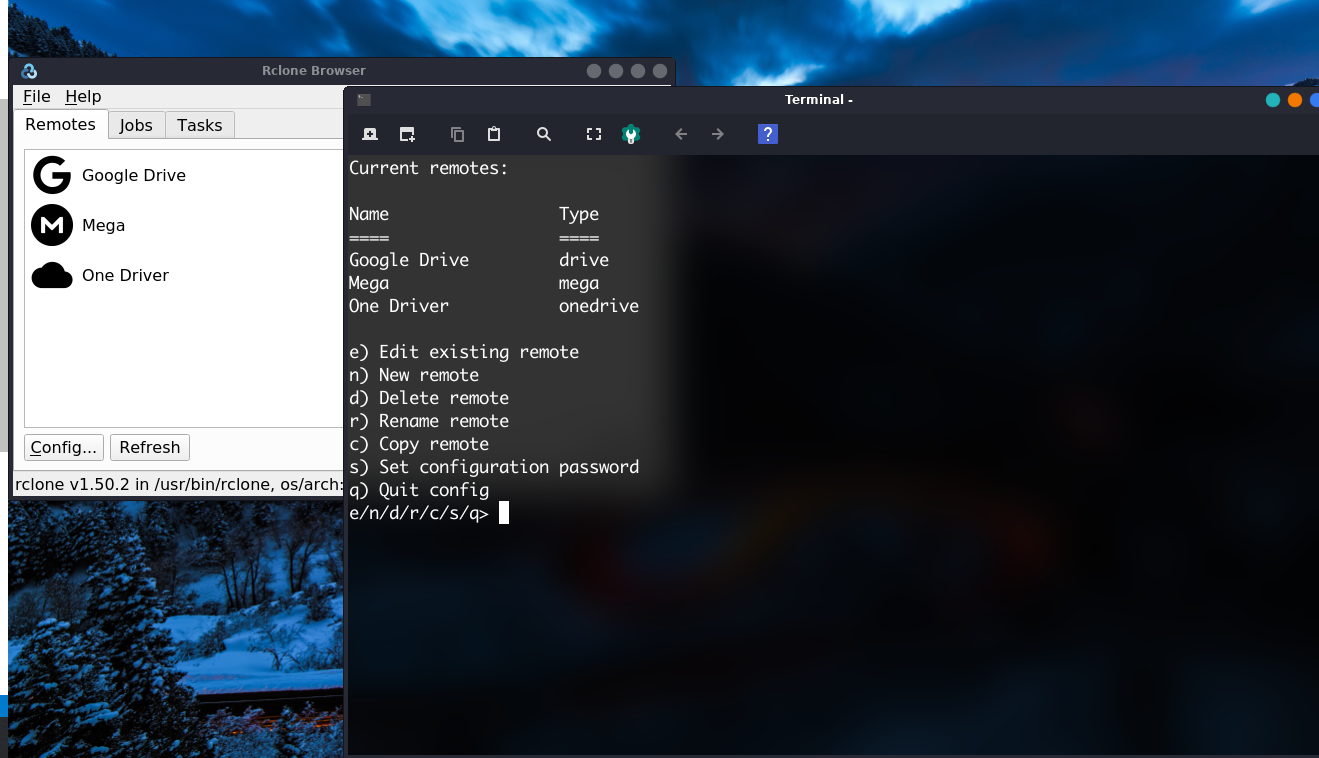 Rclone Browser
File Help
Remotes Jobs Tasks
Google Drive
Mega
One Driver
Config... Refresh
rclone v1.50.2 in /usr/bin/rclone, os/arch:
Terminal -
?
Current remotes:
Name Type
==== ====
Google Drive drive
Mega mega
One Driver onedrive
e) Edit existing remote
n) New remote
d) Delete remote
r) Rename remote
c) Copy remote
s) Set configuration password
q) Quit config
e/n/d/r/c/s/q>